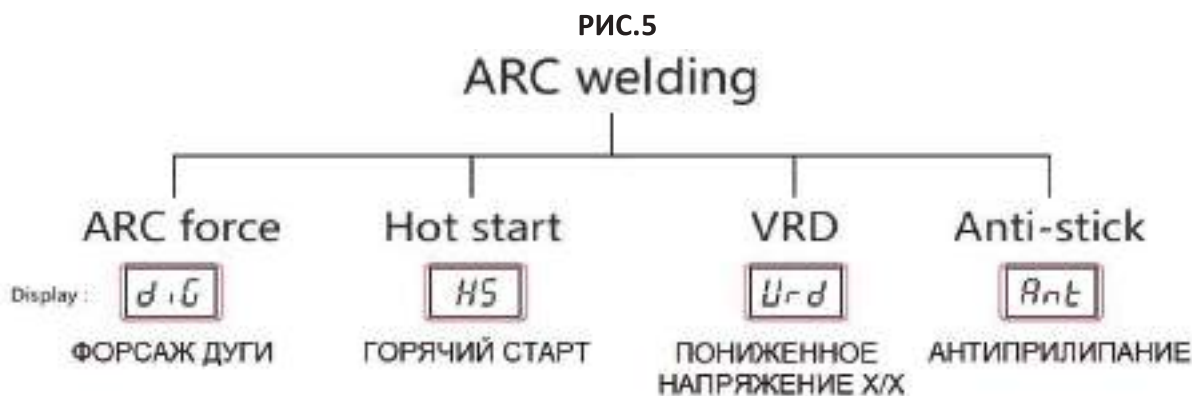 РИС.5
ARC welding
ARC force Hot start VRD Anti-stick
Display : diG HS Urd Ant
ФОРСАЖ ДУГИ ГОРЯЧИЙ СТАРТ ПОНИЖЕННОЕ АНТИПРИЛИПАНИЕ
НАПРЯЖЕНИЕ Х/Х